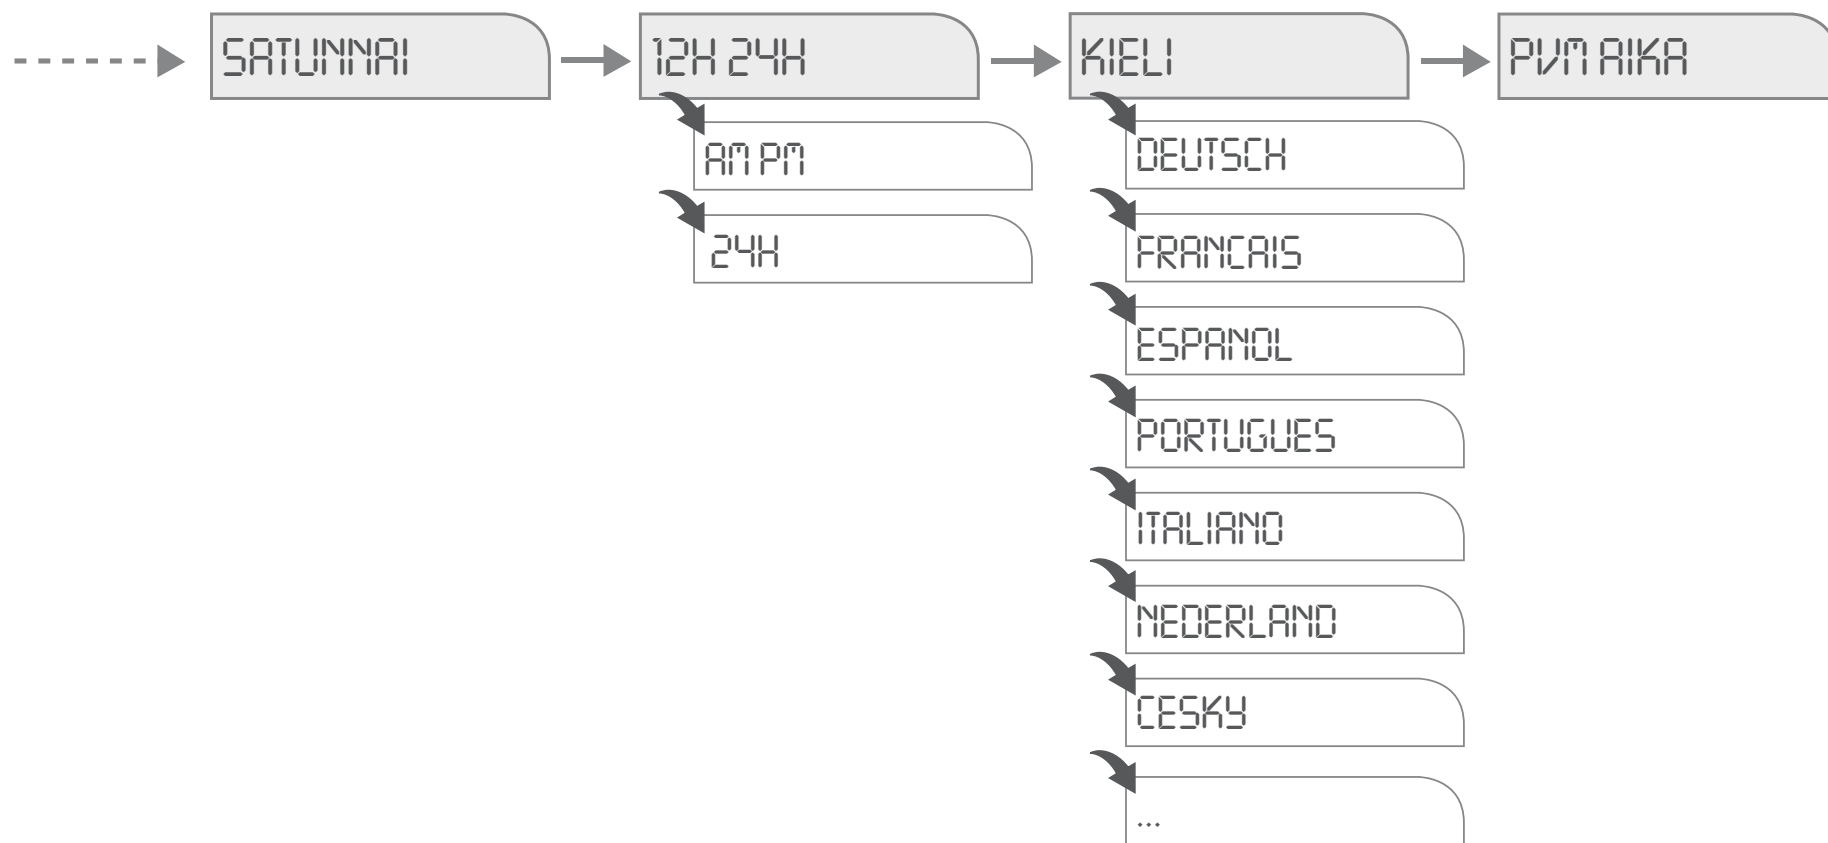 SATUNNAI
12H 24H
AM PM
24H
KIELI
DEUTSCH
FRANCAIS
ESPANOL
PORTUGUES
ITALIANO
NEDERLAND
CESKY
...
PVM AIKA